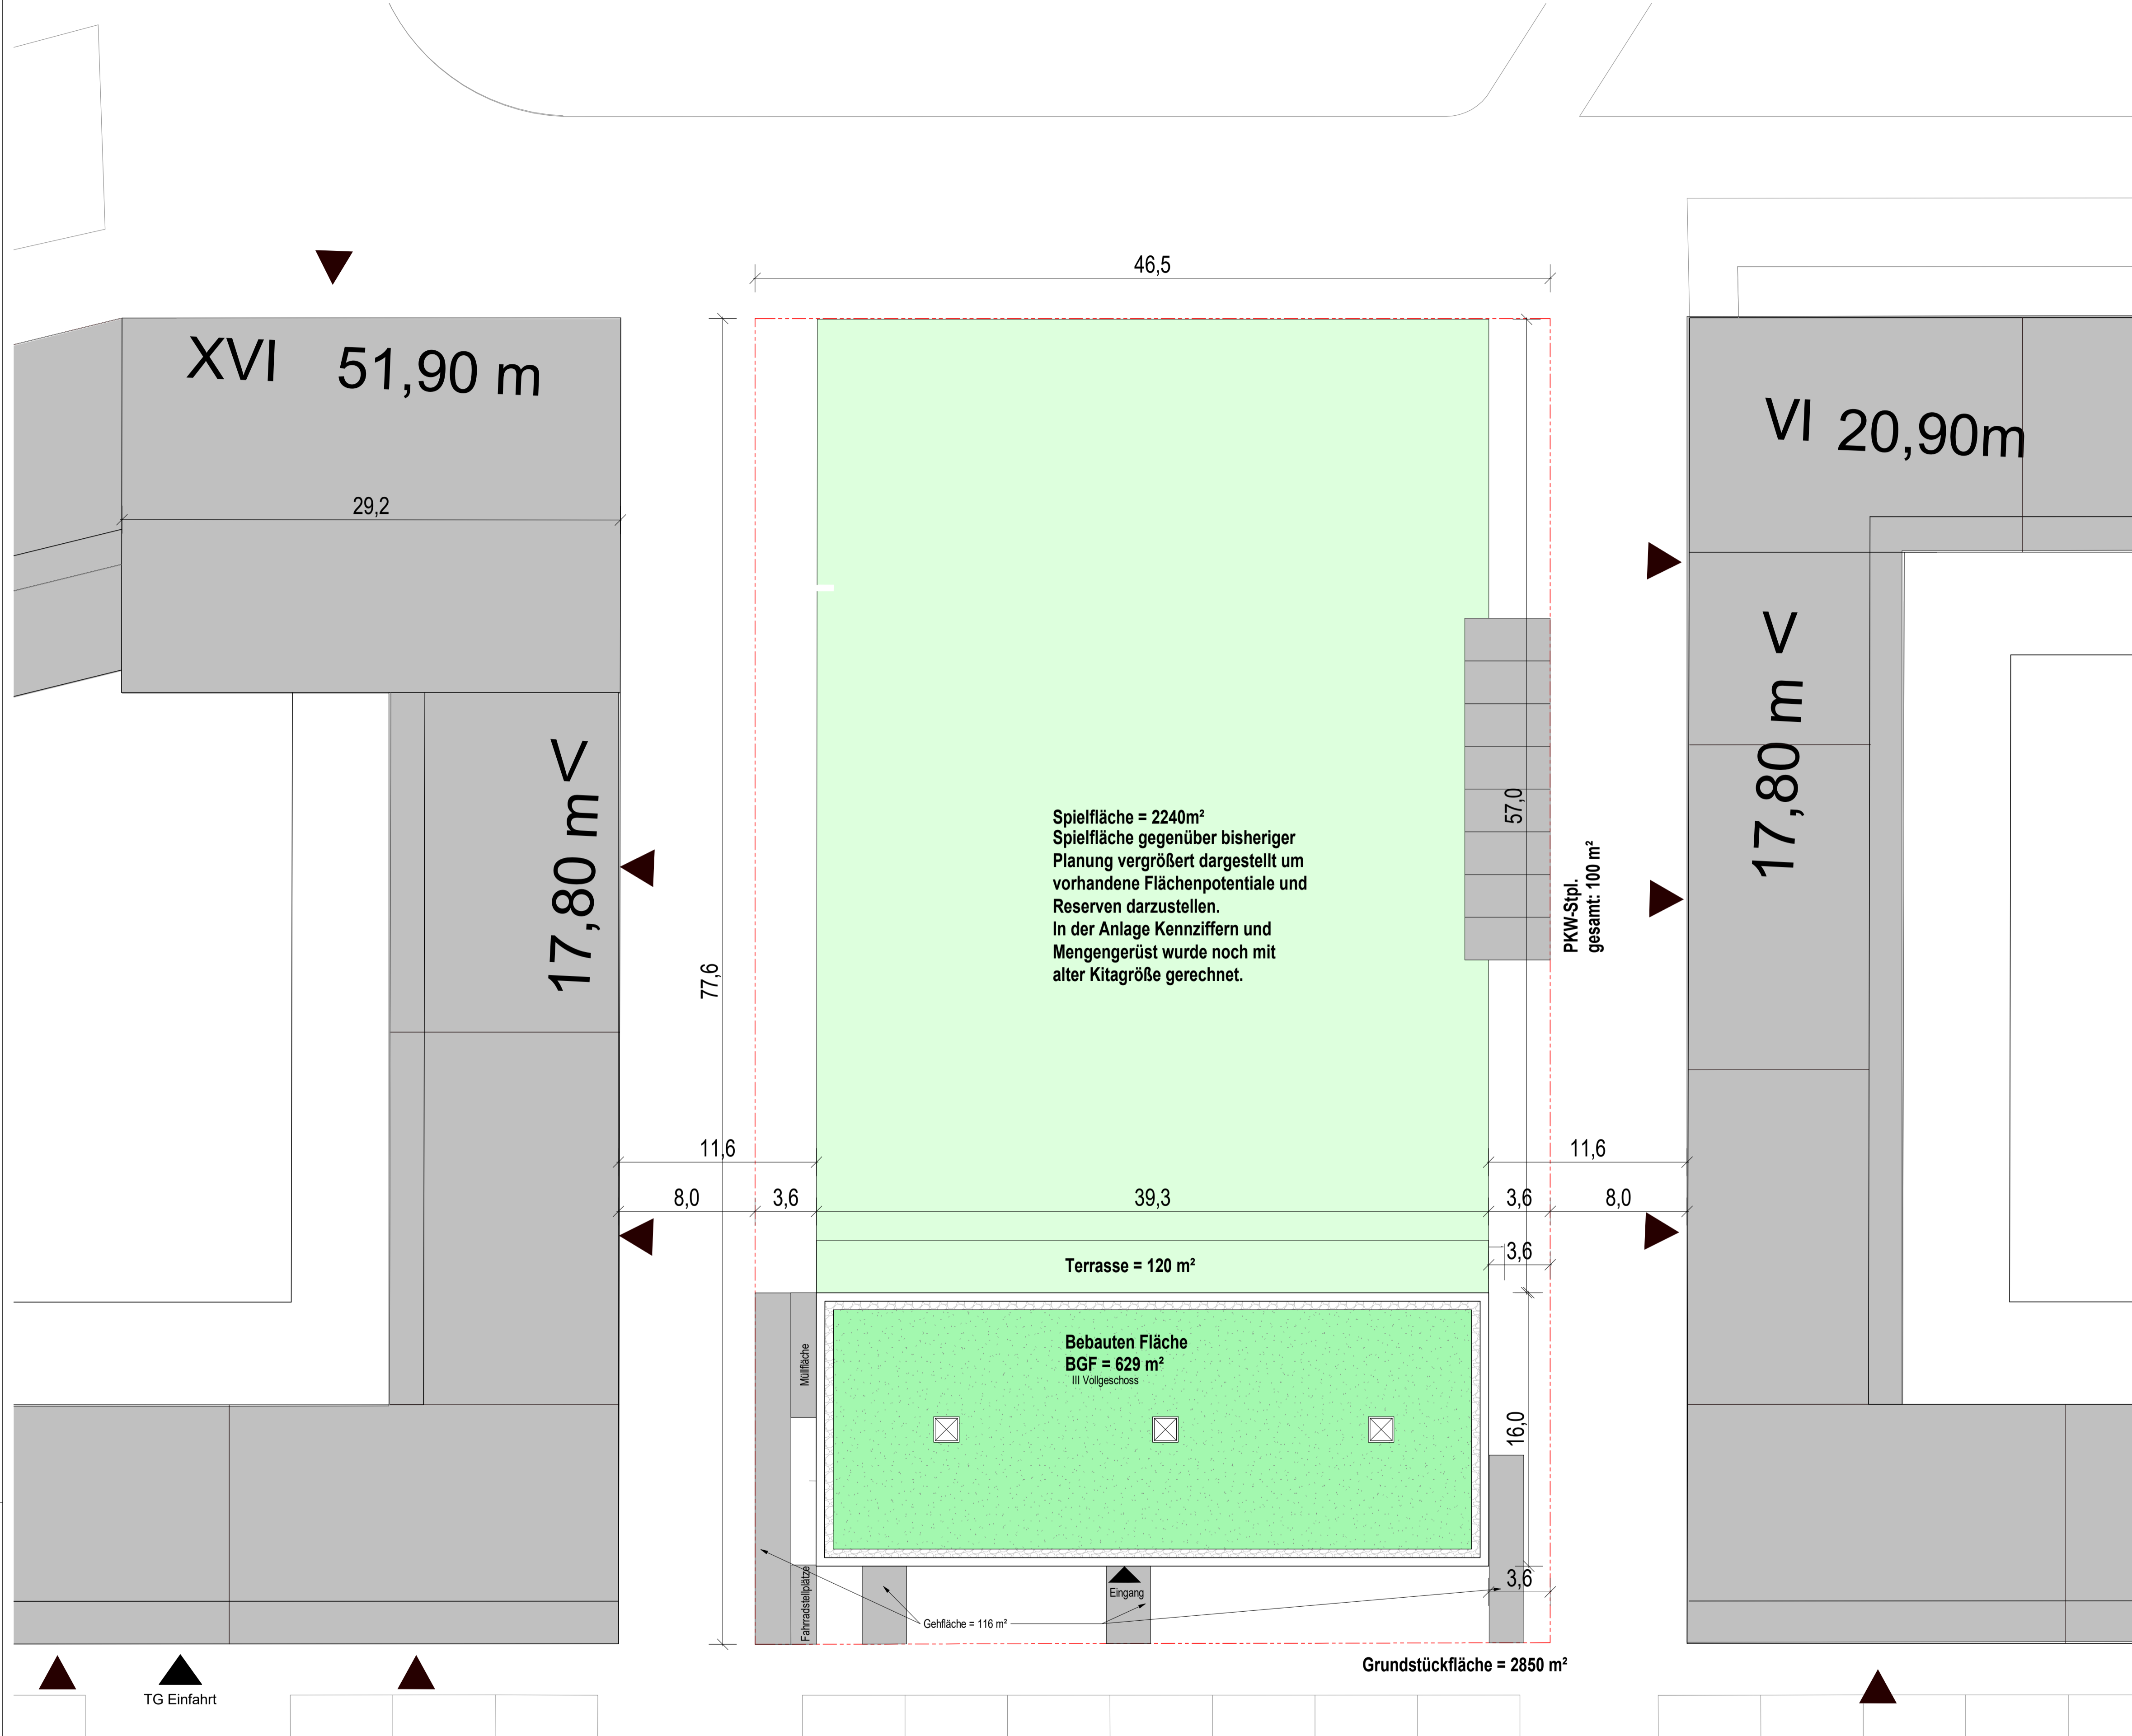 46,5
XVI 51,90 m
VI 20,90m
29,2
17,80 m V
17,80 m V
57,0
Spielfläche = 2240m²
Spielfläche gegenüber bisheriger
Planung vergrößert dargestellt um
vorhandene Flächenpotentiale und
Reserven darzustellen.
In der Anlage Kennziffern und
Mengengerüst wurde noch mit
alter Kitagröße gerechnet.
PKW-Stpl.
gesamt: 100 m²
77,6
11,6
11,6
8,0
3,6
39,3
3,6
8,0
3,6
Terrasse = 120 m²
Müllfläche
Bebauten Fläche
BGF = 629 m²
III Vollgeschoss
16,0
Fahrradstellplätze
Eingang
3,6
Gehfläche = 116 m²
Grundstückfläche = 2850 m²
TG Einfahrt